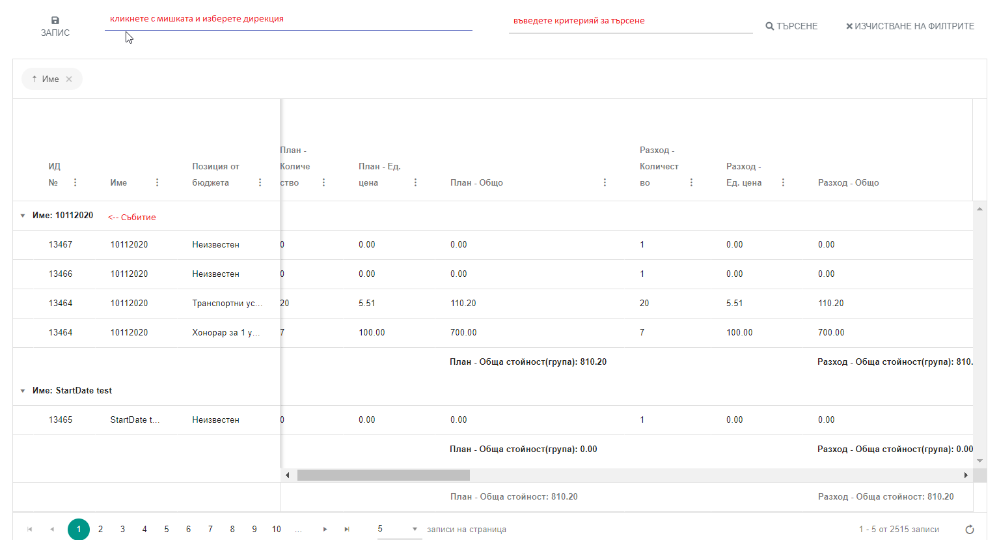 ЗАПИС
кликнете с мишката и изберете дирекция
въведете критерияй за търсене
ТЪРСЕНЕ
ИЗЧИСТВАНЕ НА ФИЛТРИТЕ
↑ Име ×
ИД №
Име
Позиция от бюджета
План - Количество
План - Ед. цена
План - Общо
Разход - Количество
Разход - Ед. цена
Разход - Общо
Име: 10112020 <-- Събитие
13467 10112020 Неизвестен 0 0.00 0.00 1 0.00 0.00
13466 10112020 Неизвестен 0 0.00 0.00 1 0.00 0.00
13464 10112020 Транспортни ус... 20 5.51 110.20 20 5.51 110.20
13464 10112020 Хонорар за 1 у... 7 100.00 700.00 7 100.00 700.00
План - Обща стойност(група): 810.20 Разход - Обща стойност(група): 810.
Име: StartDate test
13465 StartDate t... Неизвестен 0 0.00 0.00 1 0.00 0.00
План - Обща стойност(група): 0.00 Разход - Обща стойност(група): 0.00
План - Обща стойност: 810.20 Разход - Обща стойност: 810.20
1 2 3 4 5 6 7 8 9 10 ... 5 записи на страница 1 - 5 от 2515 записи